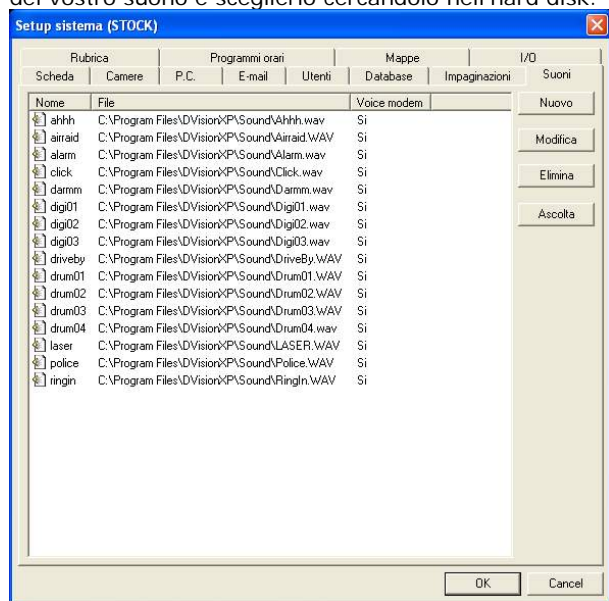 del vostro suono e sceglierlo cercandolo nell'hard disk.
Setup sistema (STOCK)
Rubrica Programmi orari Mappe I/O
Scheda Camere P.C. E-mail Utenti Database Impaginazioni Suoni
Nome File Voice modem Nuovo
ahhh C:\Program Files\DVisionXP\Sound\Ahhh.wav Si
airraid C:\Program Files\DVisionXP\Sound\Airraid.WAV Si Modifica
alarm C:\Program Files\DVisionXP\Sound\Alarm.wav Si
click C:\Program Files\DVisionXP\Sound\Click.wav Si Elimina
darmm C:\Program Files\DVisionXP\Sound\Darmm.wav Si
digi01 C:\Program Files\DVisionXP\Sound\Digi01.wav Si Ascolta
digi02 C:\Program Files\DVisionXP\Sound\Digi02.wav Si
digi03 C:\Program Files\DVisionXP\Sound\Digi03.wav Si
driveby C:\Program Files\DVisionXP\Sound\DriveBy.WAV Si
drum01 C:\Program Files\DVisionXP\Sound\Drum01.WAV Si
drum02 C:\Program Files\DVisionXP\Sound\Drum02.WAV Si
drum03 C:\Program Files\DVisionXP\Sound\Drum03.WAV Si
drum04 C:\Program Files\DVisionXP\Sound\Drum04.wav Si
laser C:\Program Files\DVisionXP\Sound\LASER.WAV Si
police C:\Program Files\DVisionXP\Sound\Police.WAV Si
ringin C:\Program Files\DVisionXP\Sound\RingIn.WAV Si
OK Cancel